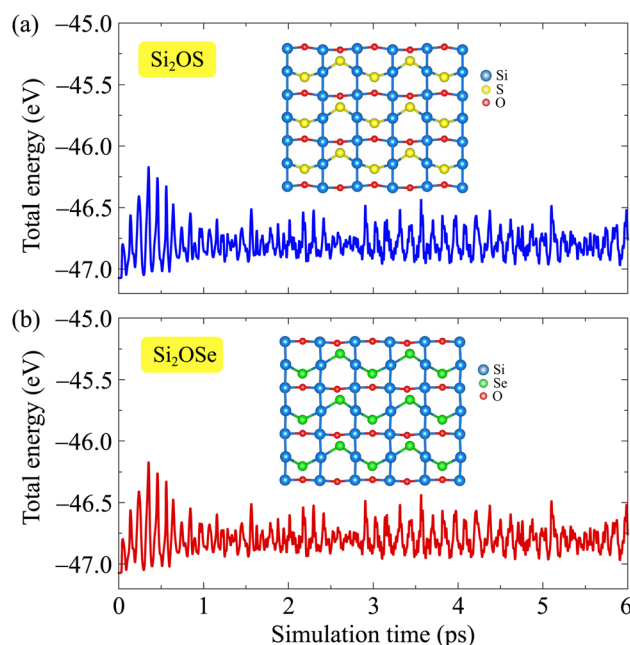 (a)
Si₂OS
Total energy (eV)
−45.0
−45.5
−46.0
−46.5
−47.0
Si
S
O
(b)
Si₂OSe
Total energy (eV)
−45.0
−45.5
−46.0
−46.5
−47.0
Si
Se
O
0 1 2 3 4 5 6
Simulation time (ps)